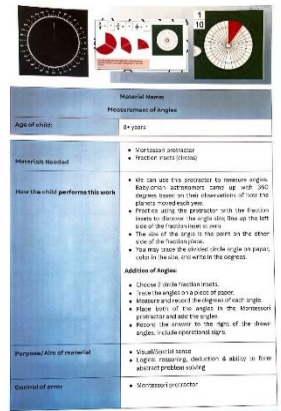 1
10
Material Name:
Measurement of Angles
Age of child:
8+ years
Materials Needed
Montessori protractor
Fraction insets (circles)
How the child performs this work
We can use this protractor to measure angles.
Babylonian astronomers came up with 360
degrees based on their observations of how the
planets moved each year.
Practice using the protractor with the fraction
insets to discover the angle size; line up the left
side of the fraction inset at zero
The size of the angle is the point on the other
side of the fraction piece.
You may trace the divided circle angle on paper,
color in the size, and write in the degrees.
Addition of Angles:
Choose 2 circle fraction insets.
Trace the angles on a piece of paper.
Measure and record the degrees of each angle.
Place both of the angles in the Montessori
protractor and add the angles.
Record the answer to the right of the drawn
angles, include operational signs.
Purpose/Aim of material
Visual/Spatial sense
Logical reasoning, deduction & ability to form
abstract problem solving
Control of error
Montessori protractor